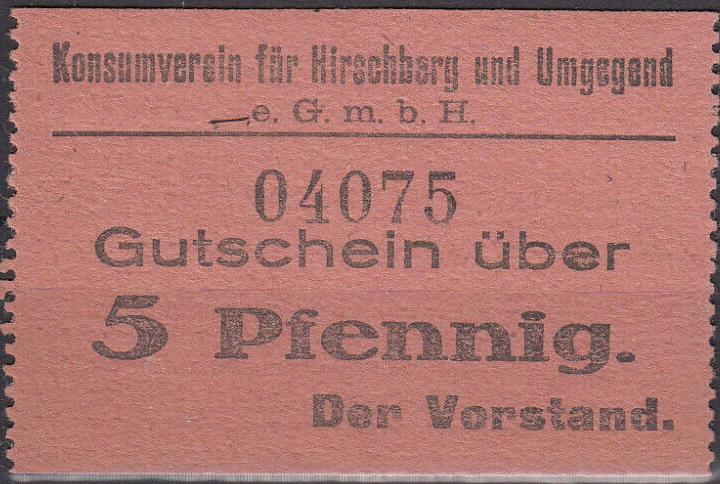 Konsumverein für Hirschberg und Umgegend
e. G. m. b. H.
04075
Gutschein über
5 Pfennig.
Der Vorstand.